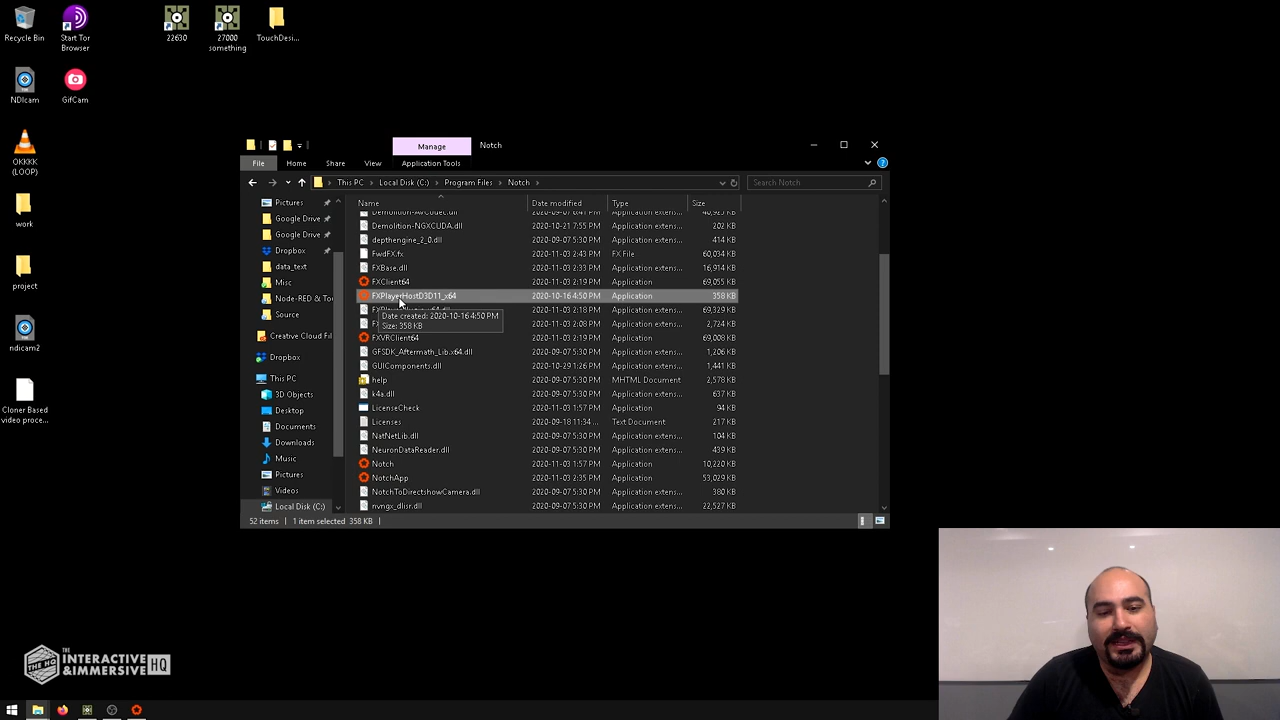 Recycle Bin
Start Tor
Browser
22630
27000
something
TouchDesi...
NDIcam
GifCam
OKKKK
(LOOP)
work
project
ndicam2
Cloner Based
video proce...
Manage
Notch
File
Home
Share
View
Application Tools
This PC > Local Disk (C:) > Program Files > Notch >
Search Notch
Name
Date modified
Type
Size
Pictures
Google Drive
Google Drive
Dropbox
data_text
Misc
Node-RED & To
Source
Creative Cloud Fil
Dropbox
This PC
3D Objects
Desktop
Documents
Downloads
Music
Pictures
Videos
Local Disk (C:)
Demolition-NGXCUDA.dll 2020-10-21 7:55 PM Application extens... 202 KB
depthengine_2_0.dll 2020-09-07 5:30 PM Application extens... 414 KB
FwdFX.fx 2020-11-03 2:43 PM FX File 60,034 KB
FXBase.dll 2020-11-03 2:33 PM Application extens... 16,914 KB
FXClient64 2020-11-03 2:35 PM Application 69,055 KB
FXPlayerHostD3D11_x64 2020-10-16 4:50 PM Application 358 KB
2020-11-03 2:18 PM Application extens... 69,329 KB
2020-11-03 2:08 PM Application extens... 2,724 KB
Date created: 2020-10-16 4:50 PM
Size: 358 KB
FXVRClient64 2020-11-03 2:19 PM Application 69,008 KB
GFSDK_Aftermath_Lib.x64.dll 2020-09-07 5:30 PM Application extens... 1,206 KB
GUIComponents.dll 2020-10-29 1:26 PM Application extens... 1,441 KB
help 2020-09-07 5:30 PM MHTML Document 2,578 KB
k4a.dll 2020-09-07 5:30 PM Application extens... 637 KB
LicenseCheck 2020-11-03 1:57 PM Application 94 KB
Licenses 2020-09-18 11:34 ... Text Document 217 KB
NatNetLib.dll 2020-09-07 5:30 PM Application extens... 104 KB
NeuronDataReader.dll 2020-09-07 5:30 PM Application extens... 439 KB
Notch 2020-11-03 1:57 PM Application 10,220 KB
NotchApp 2020-11-03 2:35 PM Application 53,029 KB
NotchToDirectshowCamera.dll 2020-09-07 5:30 PM Application extens... 380 KB
nvngx_dlisr.dll 2020-09-07 5:30 PM Application extens... 22,527 KB
52 items
1 item selected 358 KB
THE HQ
THE
INTERACTIVE
& IMMERSIVE HQ